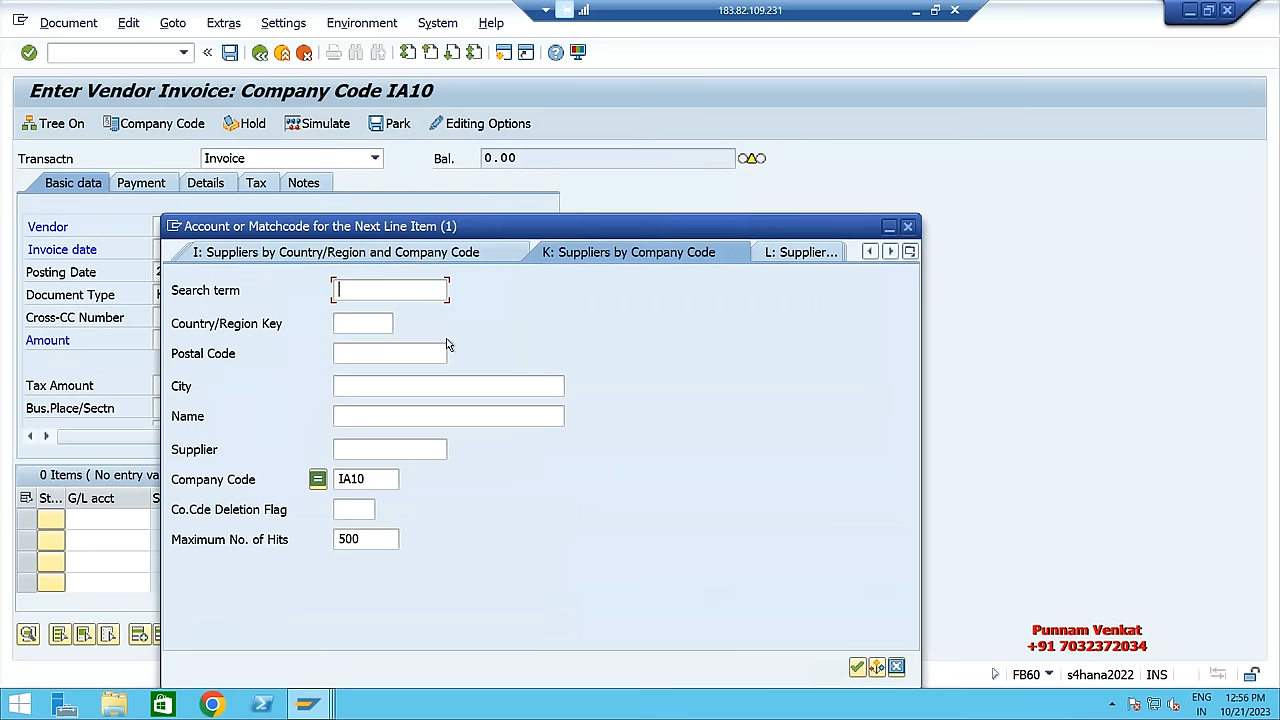 183.82.109.231
Document Edit Goto Extras Settings Environment System Help
Enter Vendor Invoice: Company Code IA10
Tree On Company Code Hold Simulate Park Editing Options
Transactn Invoice Bal. 0.00
Basic data Payment Details Tax Notes
Vendor
Invoice date
Posting Date
Document Type
Cross-CC Number
Amount
Tax Amount
Bus.Place/Sectn
0 Items ( No entry va
St... G/L acct S
Account or Matchcode for the Next Line Item (1)
I: Suppliers by Country/Region and Company Code K: Suppliers by Company Code L: Supplier...
Search term
Country/Region Key
Postal Code
City
Name
Supplier
Company Code IA10
Co.Cde Deletion Flag
Maximum No. of Hits 500
Punnam Venkat
+91 7032372034
FB60 s4hana2022 INS
ENG 12:56 PM
IN 10/21/2023